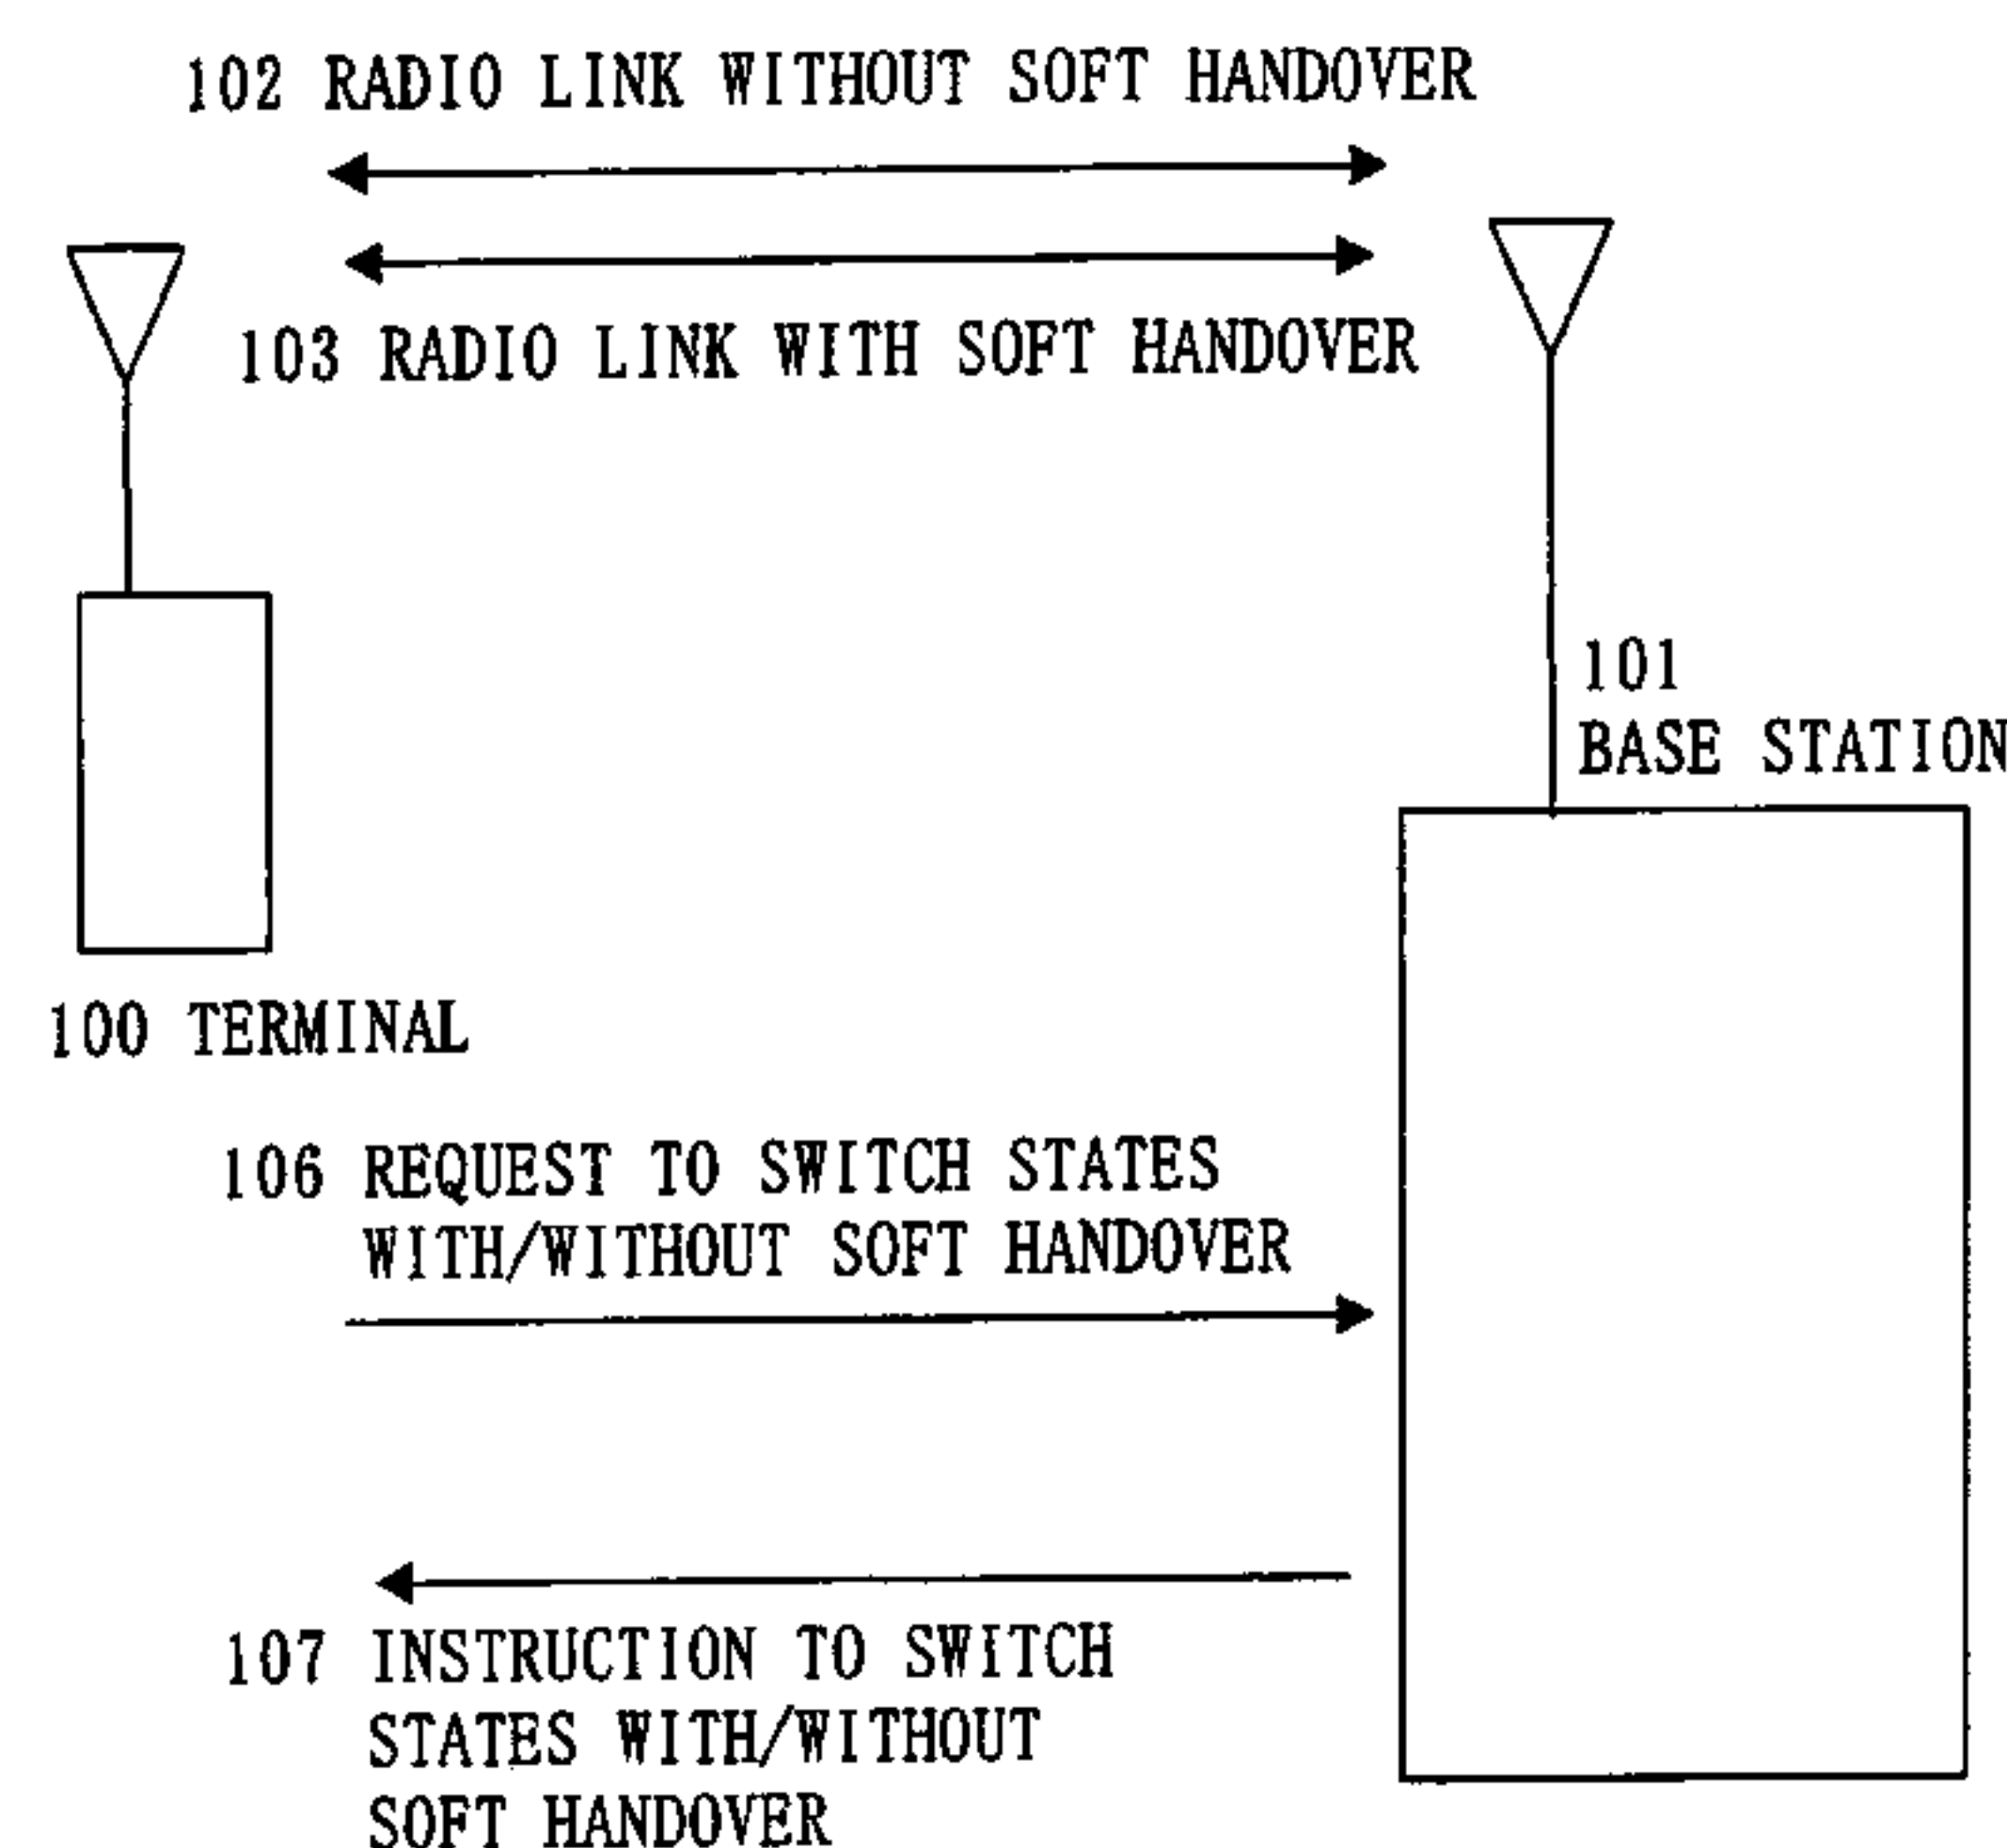 102 RADIO LINK WITHOUT SOFT HANDOVER
103 RADIO LINK WITH SOFT HANDOVER
101
BASE STATION
100 TERMINAL
106 REQUEST TO SWITCH STATES
WITH/WITHOUT SOFT HANDOVER
107 INSTRUCTION TO SWITCH
STATES WITH/WITHOUT
SOFT HANDOVER